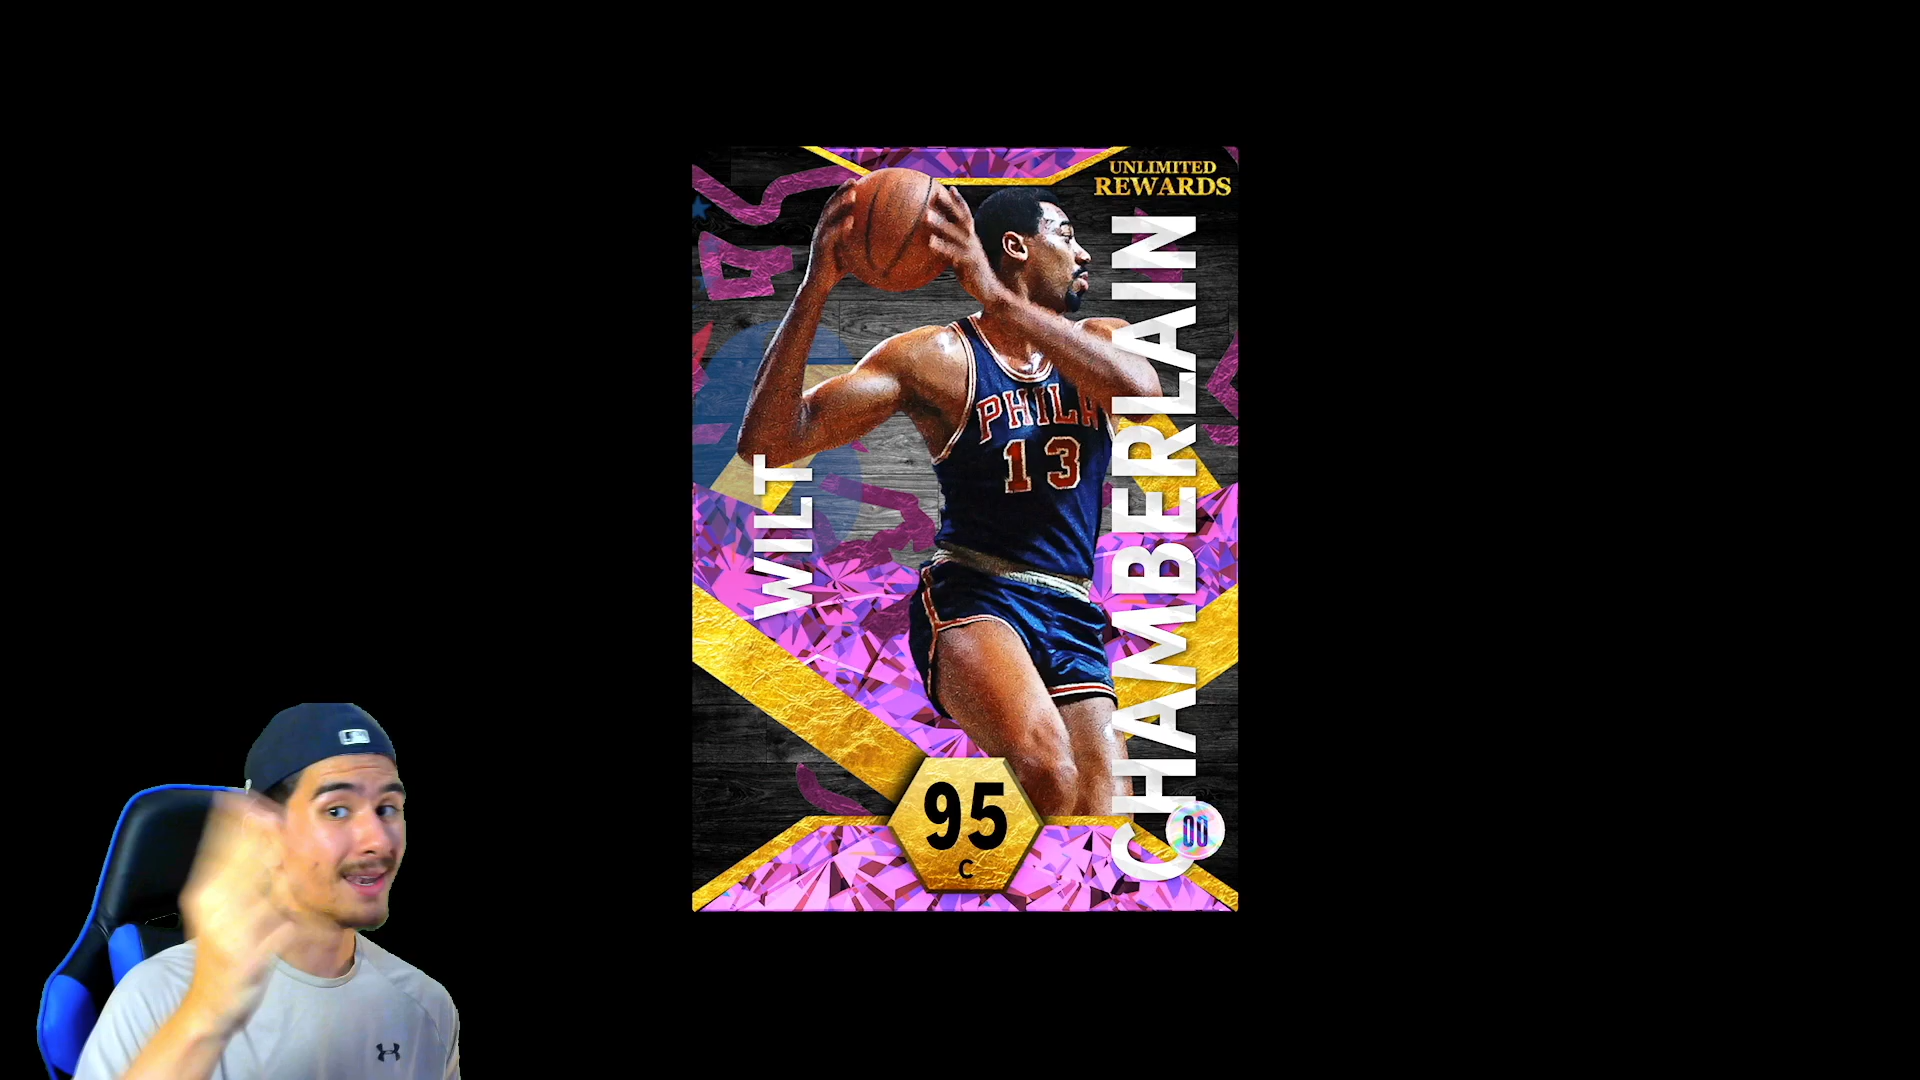 UNLIMITED
REWARDS
WILT
CHAMBERLAIN
PHILA
13
95
C
00